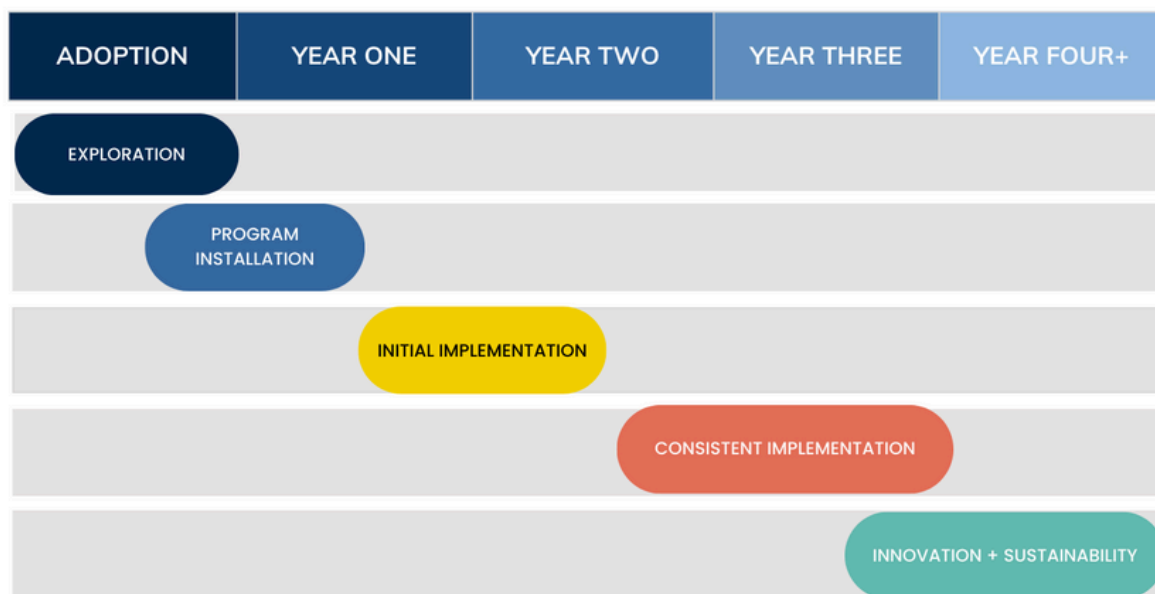 ADOPTION
YEAR ONE
YEAR TWO
YEAR THREE
YEAR FOUR+
EXPLORATION
PROGRAM
INSTALLATION
INITIAL IMPLEMENTATION
CONSISTENT IMPLEMENTATION
INNOVATION + SUSTAINABILITY